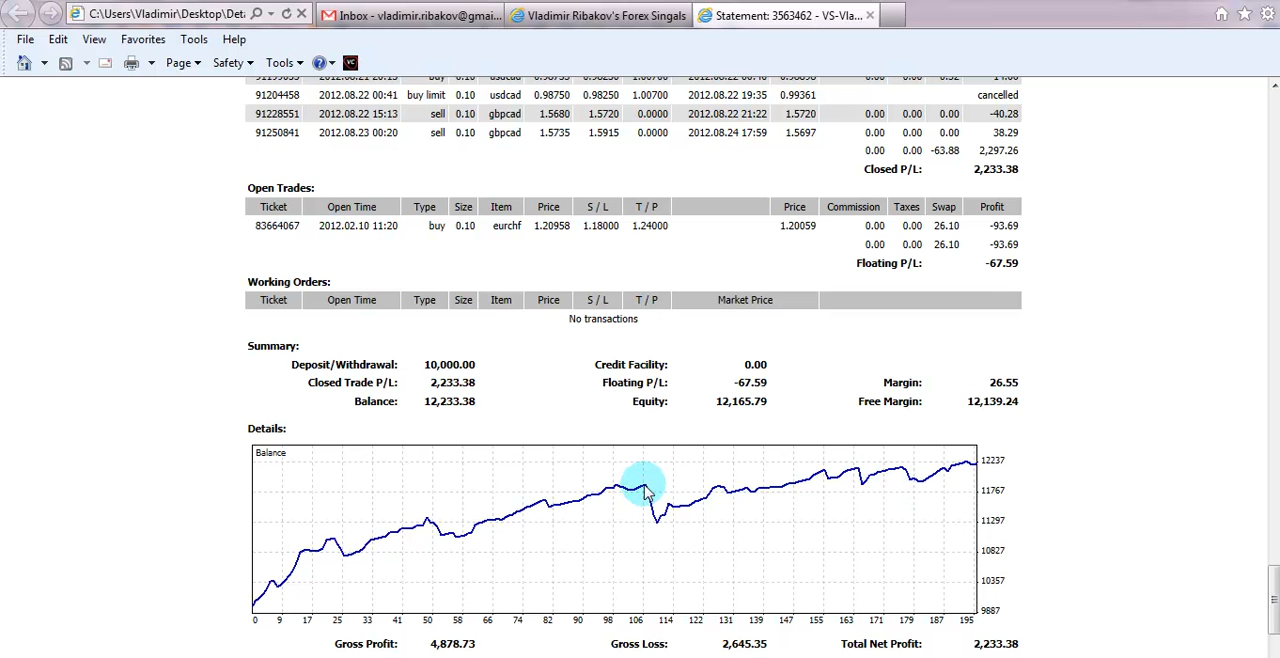 C:\Users\Vladimir\Desktop\Det
Inbox - vladimir.ribakov@gmai...
Vladimir Ribakov's Forex Singals
Statement: 3563462 - VS-Vla...
File Edit View Favorites Tools Help
Page Safety Tools
91204458 2012.08.22 00:41 buy limit 0.10 usdcad 0.98750 0.98250 1.00700 2012.08.22 19:35 0.99361 cancelled
91228551 2012.08.22 15:13 sell 0.10 gbpcad 1.5680 1.5720 0.0000 2012.08.22 21:22 1.5720 0.00 0.00 0.00 -40.28
91250841 2012.08.23 00:20 sell 0.10 gbpcad 1.5735 1.5915 0.0000 2012.08.24 17:59 1.5697 0.00 0.00 0.00 38.29
0.00 0.00 -63.88 2,297.26
Closed P/L: 2,233.38
Open Trades:
Ticket Open Time Type Size Item Price S / L T / P Price Commission Taxes Swap Profit
83664067 2012.02.10 11:20 buy 0.10 eurchf 1.20958 1.18000 1.24000 1.20059 0.00 0.00 26.10 -93.69
0.00 0.00 26.10 -93.69
Floating P/L: -67.59
Working Orders:
Ticket Open Time Type Size Item Price S / L T / P Market Price
No transactions
Summary:
Deposit/Withdrawal: 10,000.00 Credit Facility: 0.00
Closed Trade P/L: 2,233.38 Floating P/L: -67.59 Margin: 26.55
Balance: 12,233.38 Equity: 12,165.79 Free Margin: 12,139.24
Details:
Balance
12237
11767
11297
10827
10357
9887
0 9 17 25 34 41 50 58 66 74 82 90 98 106 114 122 131 139 147 155 163 171 179 187 195
Gross Profit: 4,878.73 Gross Loss: 2,645.35 Total Net Profit: 2,233.38